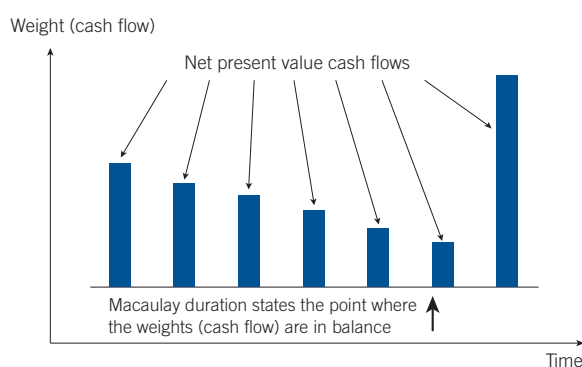 Weight (cash flow)
Net present value cash flows
Macaulay duration states the point where
the weights (cash flow) are in balance
Time